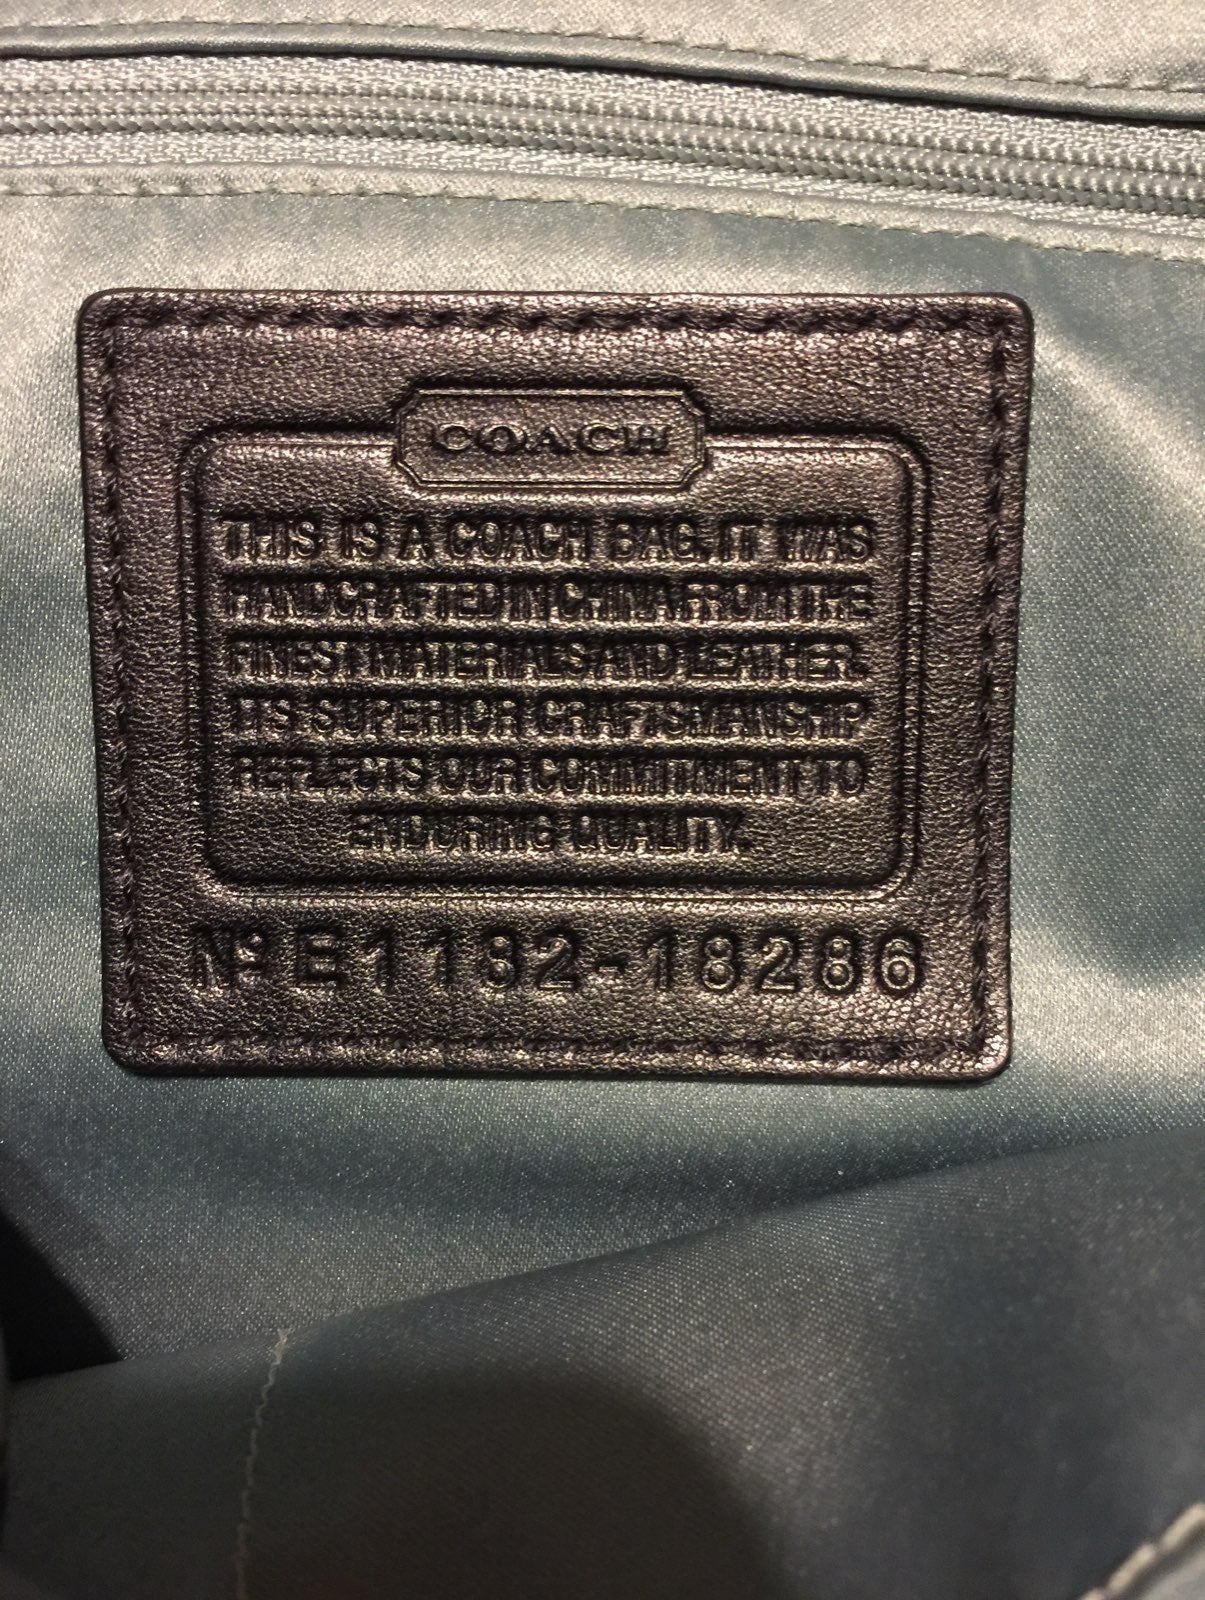 COACH
THIS IS A COACH BAG. IT WAS
HANDCRAFTED IN CHINA FROM THE
FINEST MATERIALS AND LEATHER.
ITS SUPERIOR CRAFTSMANSHIP
REFLECTS OUR COMMITMENT TO
ENDURING QUALITY.
Nº E1182-18286